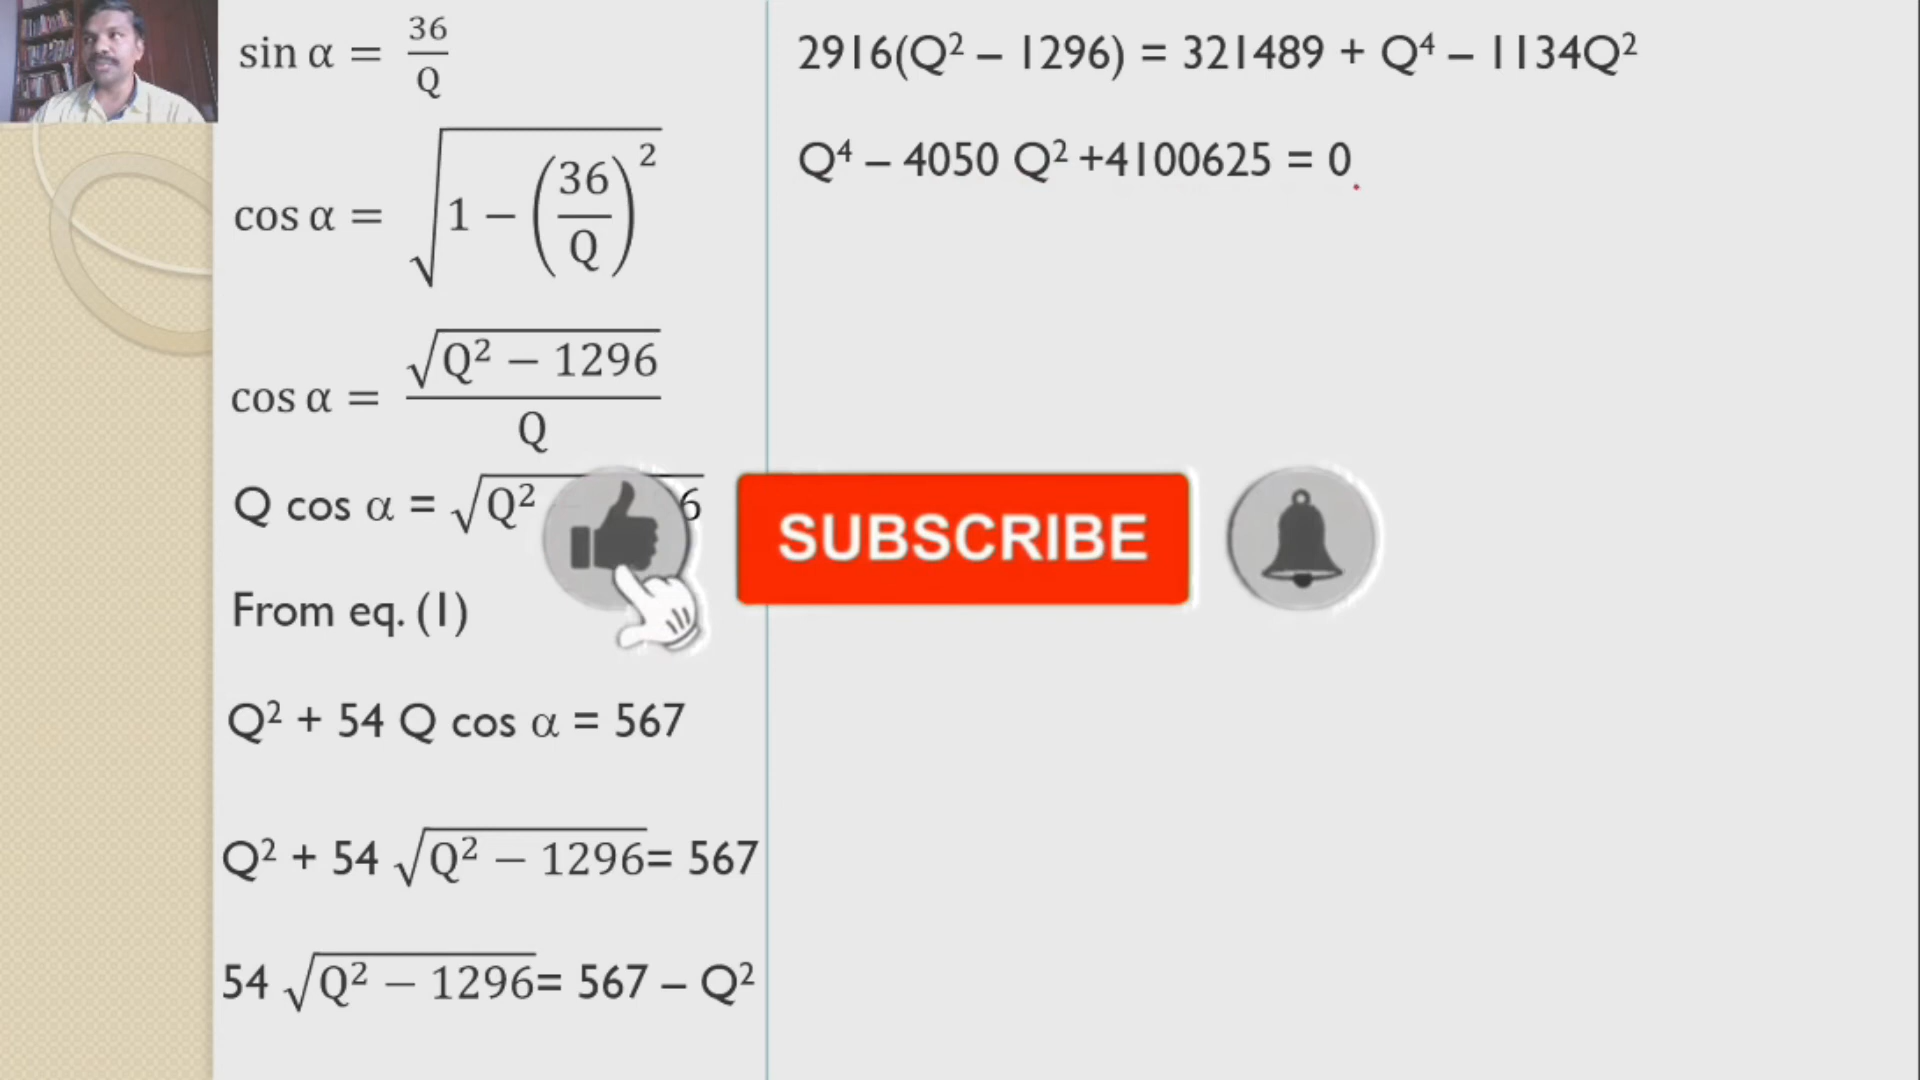 sin α = 36/Q
cos α = √(1 − (36/Q)²)
cos α = √(Q² − 1296)/Q
Q cos α = √Q² 6
From eq. (1)
Q² + 54 Q cos α = 567
Q² + 54 √(Q² − 1296) = 567
54 √(Q² − 1296) = 567 – Q²
2916(Q² – 1296) = 321489 + Q⁴ – 1134Q²
Q⁴ – 4050 Q² +4100625 = 0
SUBSCRIBE